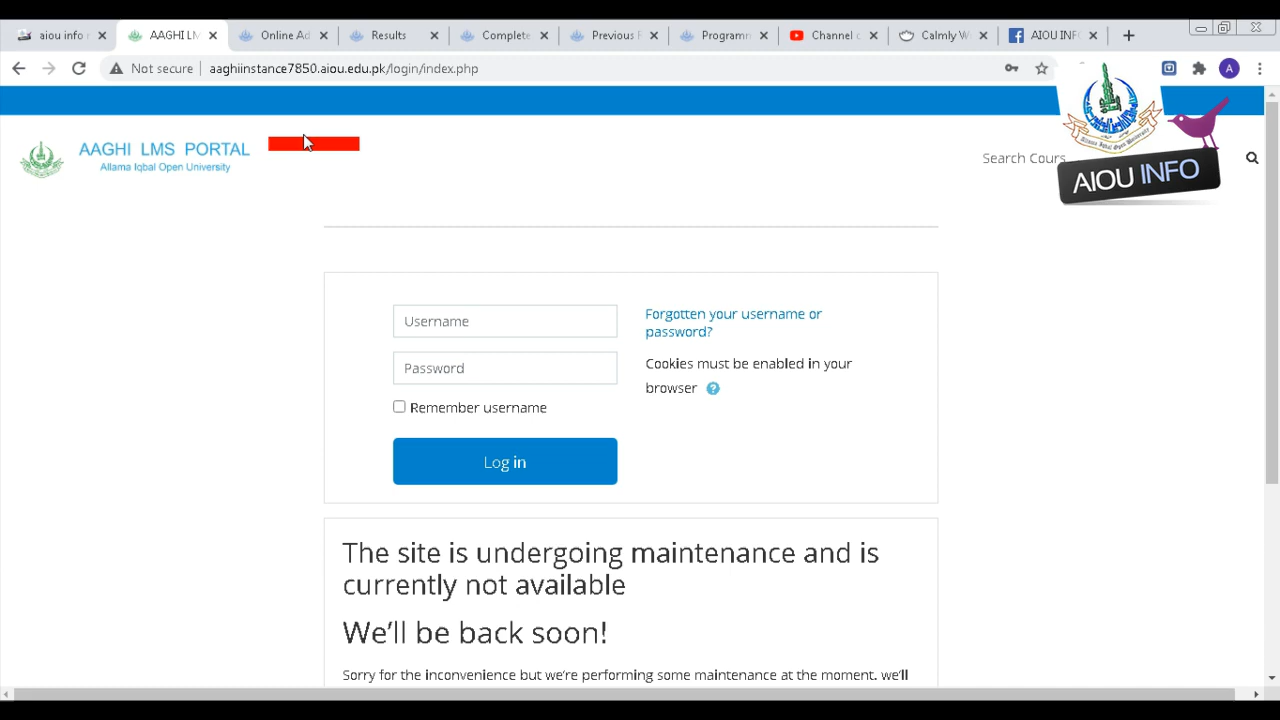 aiou info
AAGHI LM
Online Ad
Results
Complet
Previous
Program
Channel
Calmly W
AIOU INF
Not secure
aaghiinstance7850.aiou.edu.pk/login/index.php
A
AAGHI LMS PORTAL
Allama Iqbal Open University
Search Cours
AIOU INFO
Username
Forgotten your username or
password?
Password
Cookies must be enabled in your
browser
?
Remember username
Log in
The site is undergoing maintenance and is
currently not available
We'll be back soon!
Sorry for the inconvenience but we're performing some maintenance at the moment. we'll